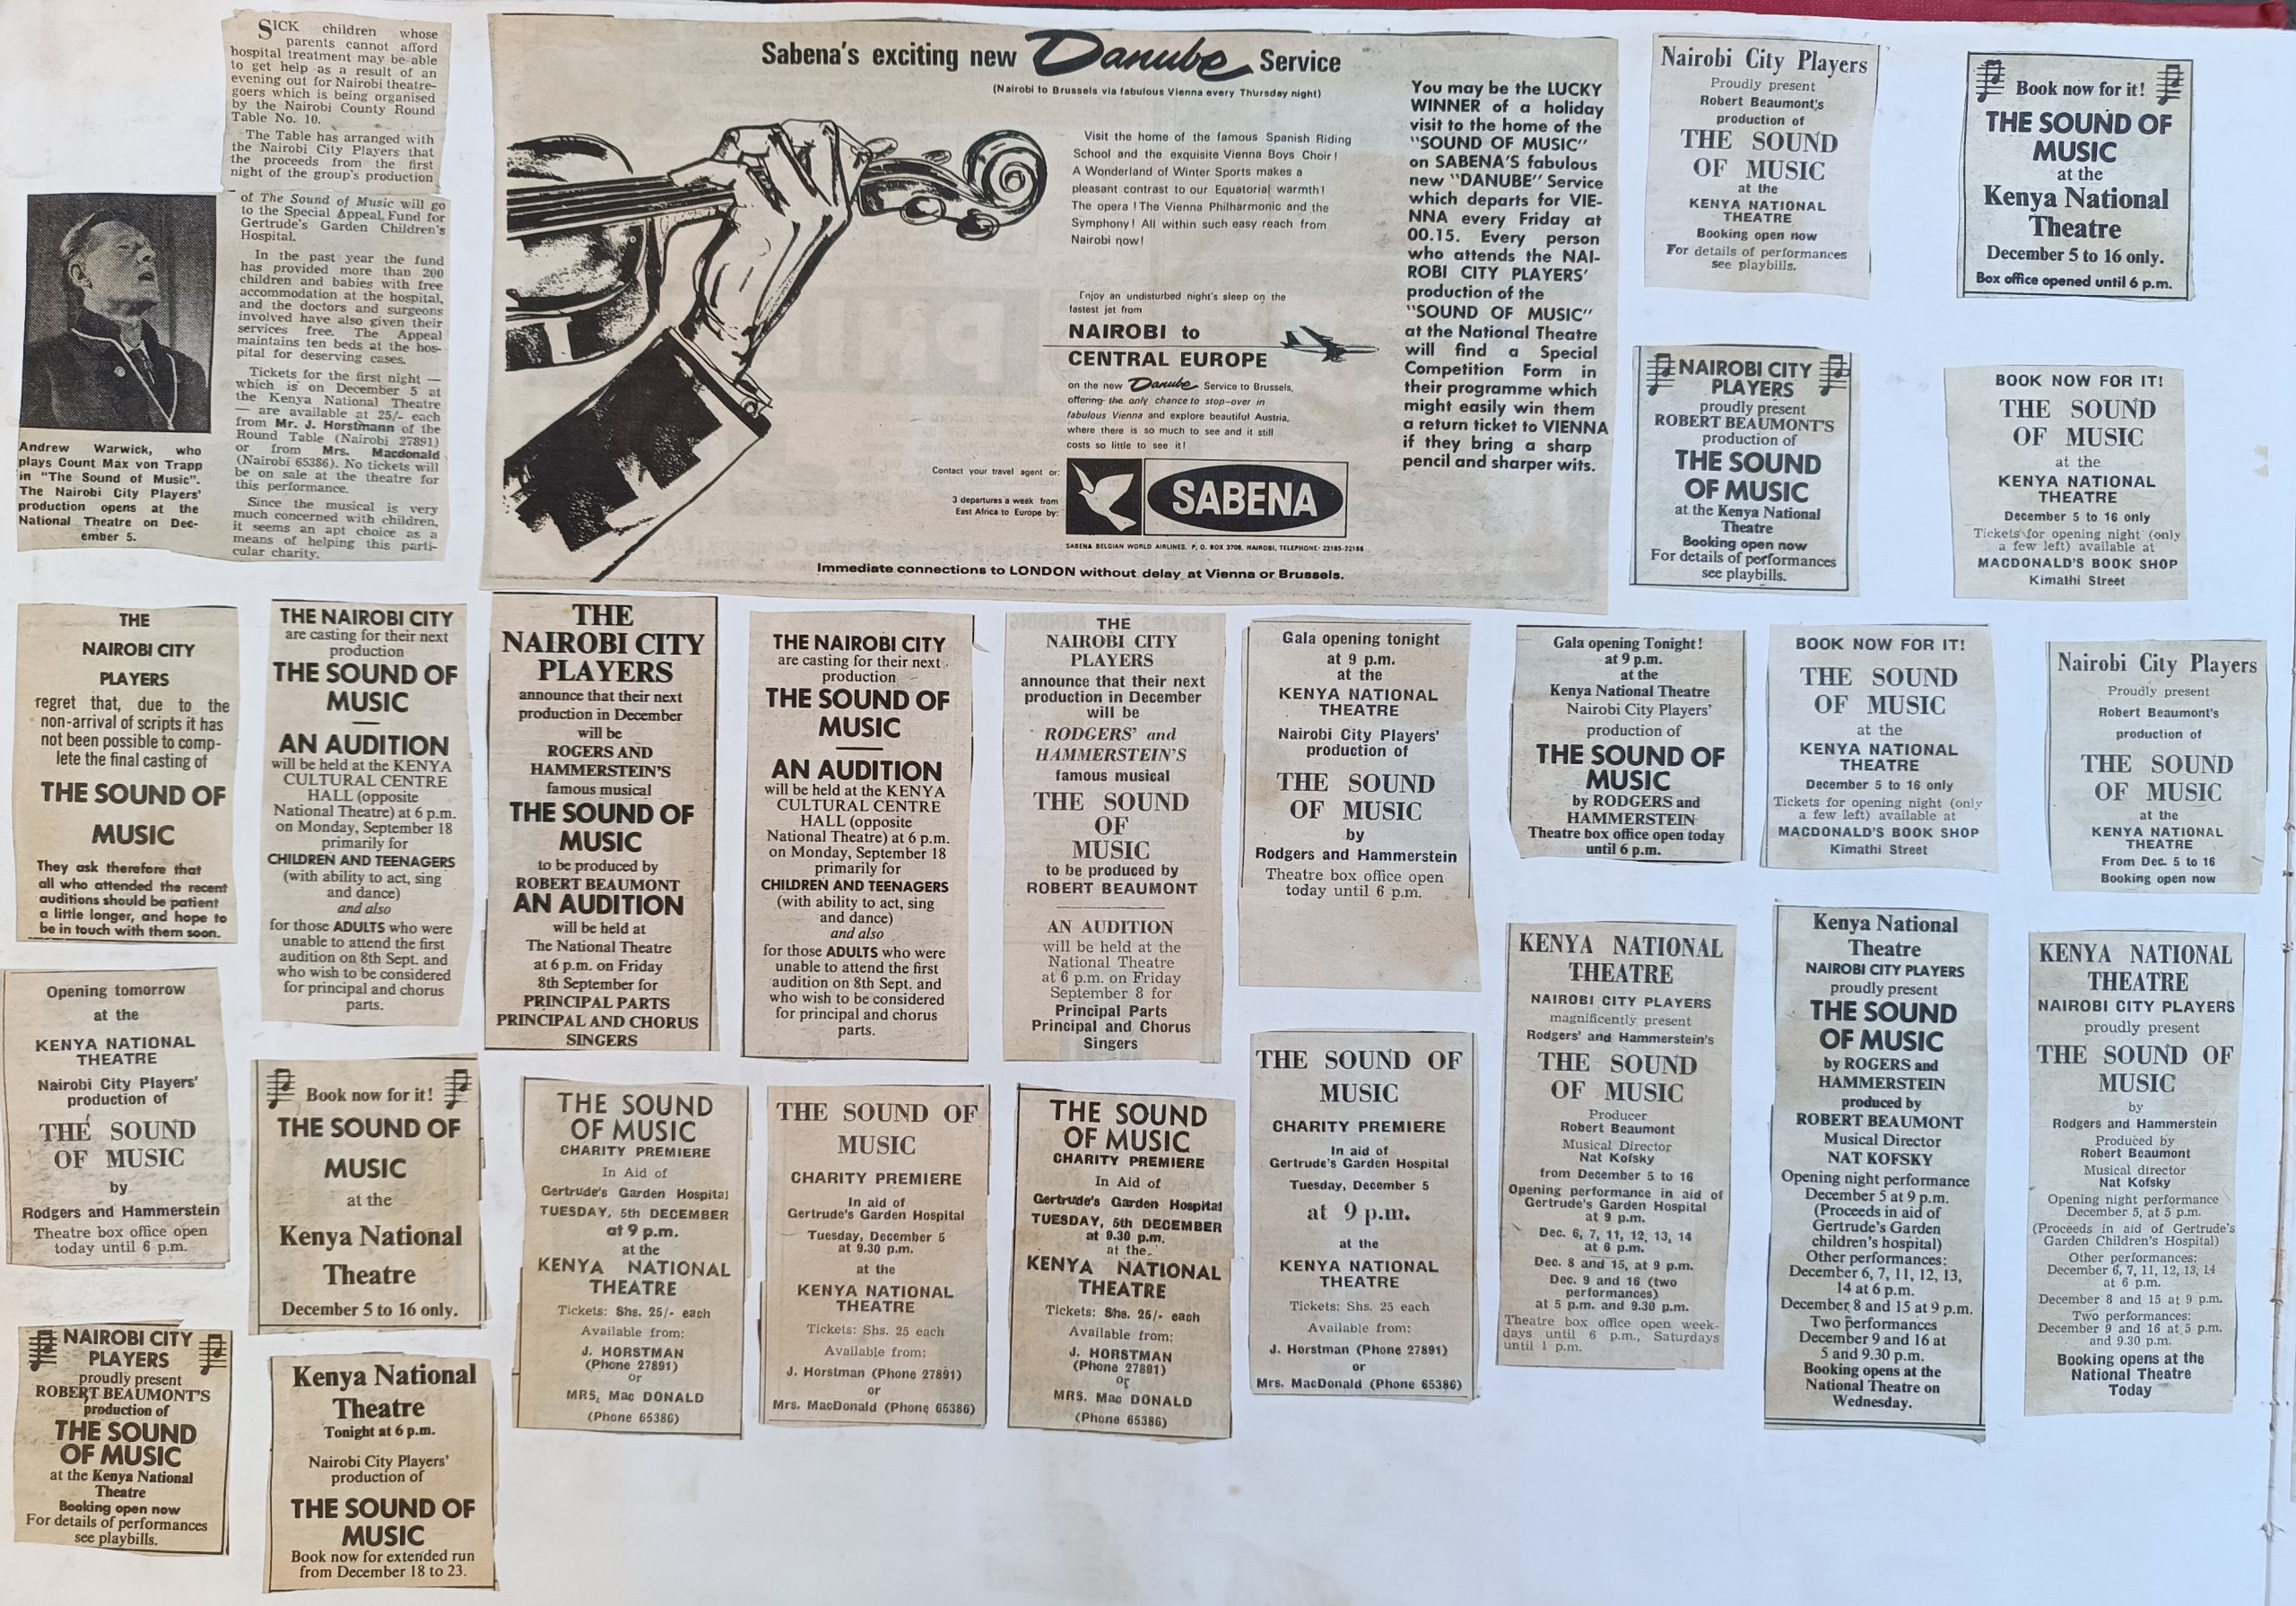 SICK children whose
parents cannot afford
hospital treatment may be able
to get help as a result of an
evening out for Nairobi theatre-
goers which is being organised
by the Nairobi County Round
Table No. 10.
The Table has arranged with
the Nairobi City Players that
the proceeds from the first
night of the group's production
of The Sound of Music will go
to the Special Appeal Fund for
Gertrude's Garden Children's
Hospital.
In the past year the fund
has provided more than 200
children and babies with free
accommodation at the hospital,
and the doctors and surgeons
involved have also given their
services free. The Appeal
maintains ten beds at the hos-
pital for deserving cases.
Tickets for the first night —
which is on December 5 at
the Kenya National Theatre
— are available at 25/- each
from Mr. J. Horstmann of the
Round Table (Nairobi 27891)
or from Mrs. Macdonald
(Nairobi 65386). No tickets will
be on sale at the theatre for
this performance.
Since the musical is very
much concerned with children,
it seems an apt choice as a
means of helping this parti-
cular charity.
Andrew Warwick, who
plays Count Max von Trapp
in "The Sound of Music".
The Nairobi City Players'
production opens at the
National Theatre on Dec-
ember 5.
Sabena's exciting new Danube Service
(Nairobi to Brussels via fabulous Vienna every Thursday night)
Visit the home of the famous Spanish Riding
School and the exquisite Vienna Boys Choir!
A Wonderland of Winter Sports makes a
pleasant contrast to our Equatorial warmth!
The opera! The Vienna Philharmonic and the
Symphony! All within such easy reach from
Nairobi now!
Enjoy an undisturbed night's sleep on the
fastest jet from
NAIROBI to
CENTRAL EUROPE
on the new Danube Service to Brussels,
offering the only chance to stop-over in
fabulous Vienna and explore beautiful Austria,
where there is so much to see and it still
costs so little to see it!
Contact your travel agent or:
3 departures a week from
East Africa to Europe by:
SABENA
SABENA BELGIAN WORLD AIRLINES. P. O. BOX 3708, NAIROBI, TELEPHONE: 22185-22186
Immediate connections to LONDON without delay at Vienna or Brussels.
You may be the LUCKY
WINNER of a holiday
visit to the home of the
"SOUND OF MUSIC"
on SABENA'S fabulous
new "DANUBE" Service
which departs for VIE-
NNA every Friday at
00.15. Every person
who attends the NAI-
ROBI CITY PLAYERS'
production of the
"SOUND OF MUSIC"
at the National Theatre
will find a Special
Competition Form in
their programme which
might easily win them
a return ticket to VIENNA
if they bring a sharp
pencil and sharper wits.
Nairobi City Players
Proudly present
Robert Beaumont's
production of
THE SOUND
OF MUSIC
at the
KENYA NATIONAL
THEATRE
Booking open now
For details of performances
see playbills.
Book now for it!
THE SOUND OF
MUSIC
at the
Kenya National
Theatre
December 5 to 16 only.
Box office opened until 6 p.m.
NAIROBI CITY
PLAYERS
proudly present
ROBERT BEAUMONT'S
production of
THE SOUND
OF MUSIC
at the Kenya National
Theatre
Booking open now
For details of performances
see playbills.
BOOK NOW FOR IT!
THE SOUND
OF MUSIC
at the
KENYA NATIONAL
THEATRE
December 5 to 16 only
Tickets for opening night (only
a few left) available at
MACDONALD'S BOOK SHOP
Kimathi Street
THE
NAIROBI CITY
PLAYERS
regret that, due to the
non-arrival of scripts it has
not been possible to comp-
lete the final casting of
THE SOUND OF
MUSIC
They ask therefore that
all who attended the recent
auditions should be patient
a little longer, and hope to
be in touch with them soon.
THE NAIROBI CITY
are casting for their next
production
THE SOUND OF
MUSIC
AN AUDITION
will be held at the KENYA
CULTURAL CENTRE
HALL (opposite
National Theatre) at 6 p.m.
on Monday, September 18
primarily for
CHILDREN AND TEENAGERS
(with ability to act, sing
and dance)
and also
for those ADULTS who were
unable to attend the first
audition on 8th Sept. and
who wish to be considered
for principal and chorus
parts.
THE
NAIROBI CITY
PLAYERS
announce that their next
production in December
will be
ROGERS AND
HAMMERSTEIN'S
famous musical
THE SOUND OF
MUSIC
to be produced by
ROBERT BEAUMONT
AN AUDITION
will be held at
The National Theatre
at 6 p.m. on Friday
8th September for
PRINCIPAL PARTS
PRINCIPAL AND CHORUS
SINGERS
THE NAIROBI CITY
are casting for their next
production
THE SOUND OF
MUSIC
AN AUDITION
will be held at the KENYA
CULTURAL CENTRE
HALL (opposite
National Theatre) at 6 p.m.
on Monday, September 18
primarily for
CHILDREN AND TEENAGERS
(with ability to act, sing
and dance)
and also
for those ADULTS who were
unable to attend the first
audition on 8th Sept. and
who wish to be considered
for principal and chorus
parts.
THE
NAIROBI CITY
PLAYERS
announce that their next
production in December
will be
RODGERS' and
HAMMERSTEIN'S
famous musical
THE SOUND
OF
MUSIC
to be produced by
ROBERT BEAUMONT
AN AUDITION
will be held at the
National Theatre
at 6 p.m. on Friday
September 8 for
Principal Parts
Principal and Chorus
Singers
Gala opening tonight
at 9 p.m.
at the
KENYA NATIONAL
THEATRE
Nairobi City Players'
production of
THE SOUND
OF MUSIC
by
Rodgers and Hammerstein
Theatre box office open
today until 6 p.m.
Gala opening Tonight!
at 9 p.m.
at the
Kenya National Theatre
Nairobi City Players'
production of
THE SOUND OF
MUSIC
by RODGERS and
HAMMERSTEIN
Theatre box office open today
until 6 p.m.
BOOK NOW FOR IT!
THE SOUND
OF MUSIC
at the
KENYA NATIONAL
THEATRE
December 5 to 16 only
Tickets for opening night (only
a few left) available at
MACDONALD'S BOOK SHOP
Kimathi Street
Nairobi City Players
Proudly present
Robert Beaumont's
production of
THE SOUND
OF MUSIC
at the
KENYA NATIONAL
THEATRE
From Dec. 5 to 16
Booking open now
Opening tomorrow
at the
KENYA NATIONAL
THEATRE
Nairobi City Players'
production of
THE SOUND
OF MUSIC
by
Rodgers and Hammerstein
Theatre box office open
today until 6 p.m.
Book now for it!
THE SOUND OF
MUSIC
at the
Kenya National
Theatre
December 5 to 16 only.
THE SOUND
OF MUSIC
CHARITY PREMIERE
In Aid of
Gertrude's Garden Hospital
TUESDAY, 5th DECEMBER
at 9 p.m.
at the
KENYA NATIONAL
THEATRE
Tickets: Shs. 25/- each
Available from:
J. HORSTMAN
(Phone 27891)
or
MRS, Mac DONALD
(Phone 65386)
THE SOUND OF
MUSIC
CHARITY PREMIERE
In aid of
Gertrude's Garden Hospital
Tuesday, December 5
at 9.30 p.m.
at the
KENYA NATIONAL
THEATRE
Tickets: Shs. 25 each
Available from:
J. Horstman (Phone 27891)
or
Mrs. MacDonald (Phone 65386)
THE SOUND
OF MUSIC
CHARITY PREMIERE
In Aid of
Gertrude's Garden Hospital
TUESDAY, 5th DECEMBER
at 9.30 p.m.
at the.
KENYA NATIONAL
THEATRE
Tickets: Shs. 25/- each
Available from:
J. HORSTMAN
(Phone 27891)
or
MRS. Mac DONALD
(Phone 65386)
THE SOUND OF
MUSIC
CHARITY PREMIERE
In aid of
Gertrude's Garden Hospital
Tuesday, December 5
at 9 p.m.
at the
KENYA NATIONAL
THEATRE
Tickets: Shs. 25 each
Available from:
J. Horstman (Phone 27891)
or
Mrs. MacDonald (Phone 65386)
KENYA NATIONAL
THEATRE
NAIROBI CITY PLAYERS
magnificently present
Rodgers' and Hammerstein's
THE SOUND
OF MUSIC
Producer
Robert Beaumont
Musical Director
Nat Kofsky
from December 5 to 16
Opening performance in aid of
Gertrude's Garden Hospital
at 9 p.m.
Dec. 6, 7, 11, 12, 13, 14
at 6 p.m.
Dec. 8 and 15, at 9 p.m.
Dec. 9 and 16 (two
performances)
at 5 p.m. and 9.30 p.m.
Theatre box office open week-
days until 6 p.m., Saturdays
until 1 p.m.
Kenya National
Theatre
NAIROBI CITY PLAYERS
proudly present
THE SOUND
OF MUSIC
by ROGERS and
HAMMERSTEIN
produced by
ROBERT BEAUMONT
Musical Director
NAT KOFSKY
Opening night performance
December 5 at 9 p.m.
(Proceeds in aid of
Gertrude's Garden
children's hospital)
Other performances:
December 6, 7, 11, 12, 13,
14 at 6 p.m.
December 8 and 15 at 9 p.m.
Two performances
December 9 and 16 at
5 and 9.30 p.m.
Booking opens at the
National Theatre on
Wednesday.
KENYA NATIONAL
THEATRE
NAIROBI CITY PLAYERS
proudly present
THE SOUND OF
MUSIC
by
Rodgers and Hammerstein
Produced by
Robert Beaumont
Musical director
Nat Kofsky
Opening night performance
December 5, at 5 p.m.
(Proceeds in aid of Gertrude's
Garden Children's Hospital)
Other performances:
December 6, 7, 11, 12, 13, 14
at 6 p.m.
December 8 and 15 at 9 p.m.
Two performances:
December 9 and 16 at 5 p.m.
and 9.30 p.m.
Booking opens at the
National Theatre
Today
NAIROBI CITY
PLAYERS
proudly present
ROBERT BEAUMONT'S
production of
THE SOUND
OF MUSIC
at the Kenya National
Theatre
Booking open now
For details of performances
see playbills.
Kenya National
Theatre
Tonight at 6 p.m.
Nairobi City Players'
production of
THE SOUND OF
MUSIC
Book now for extended run
from December 18 to 23.